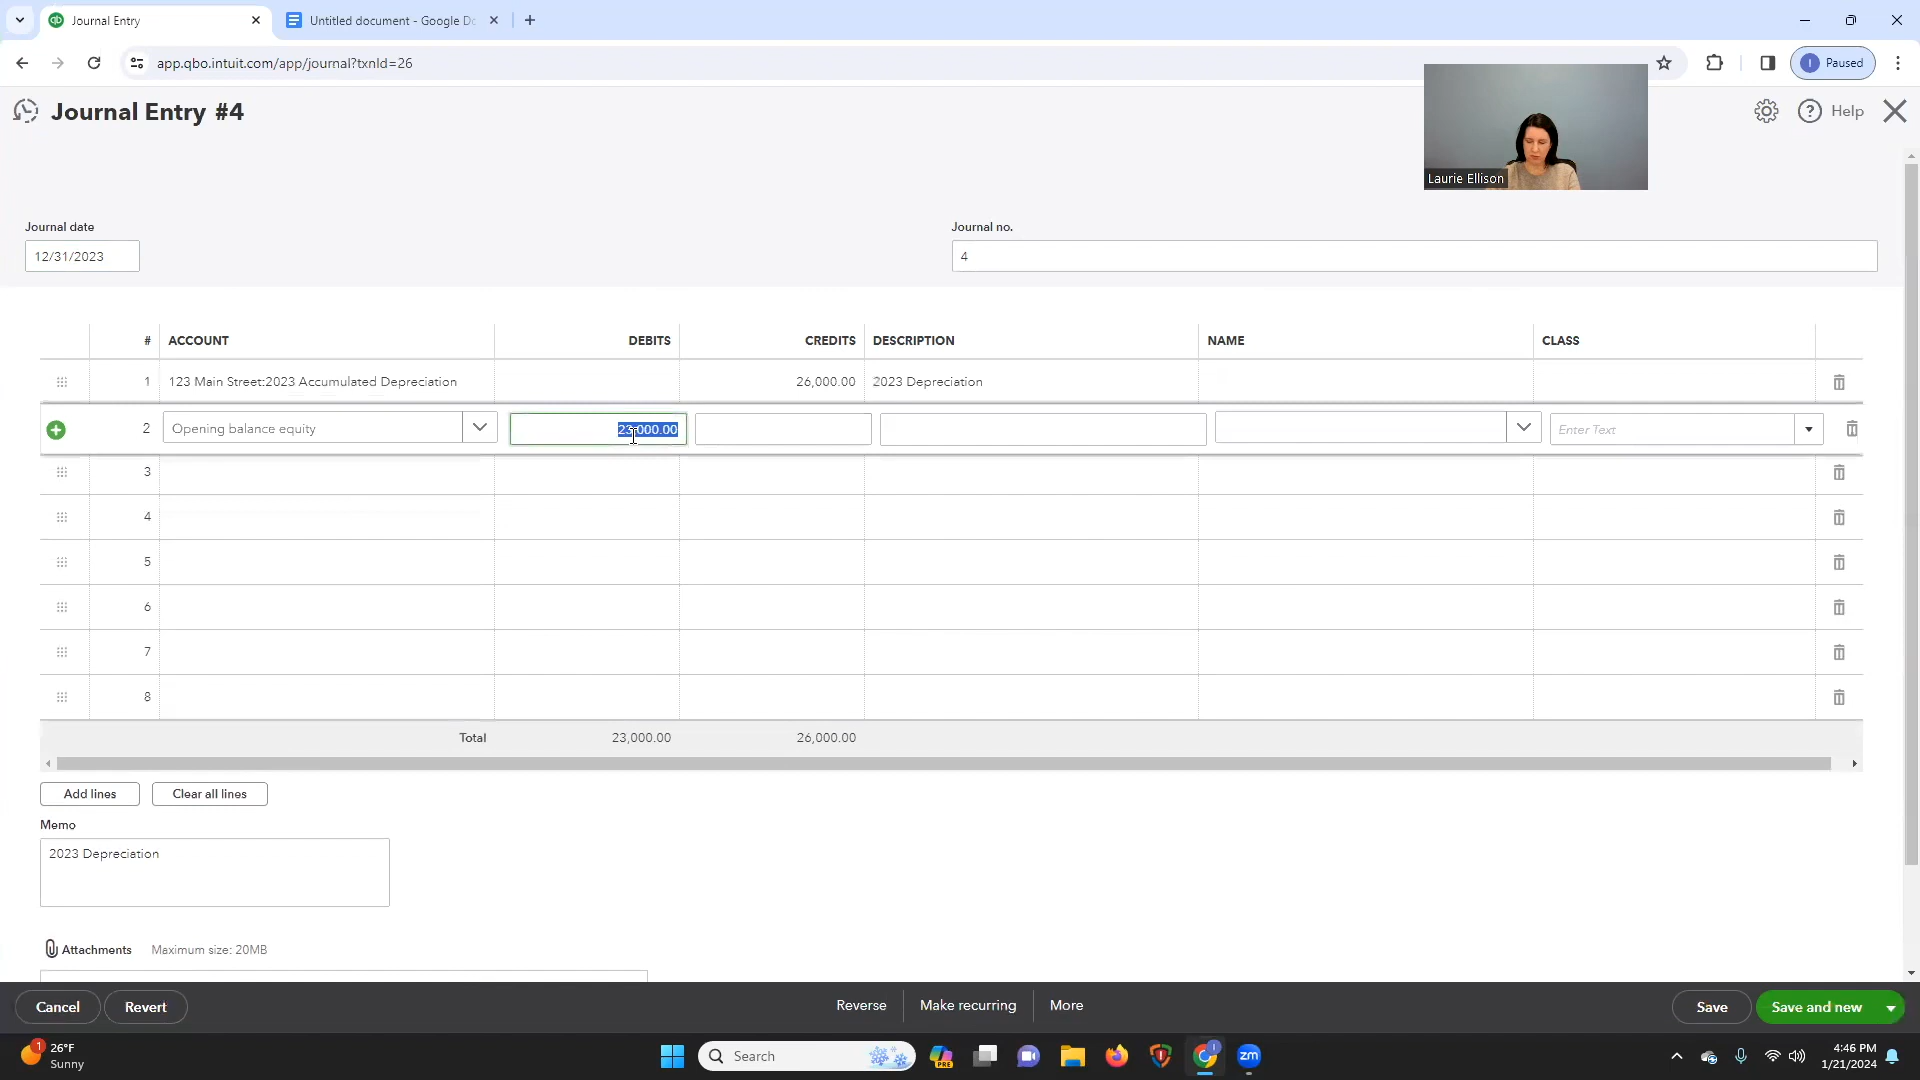 Journal Entry
Untitled document - Google Do
app.qbo.intuit.com/app/journal?txnId=26
I Paused
Journal Entry #4
Help
Laurie Ellison
Journal date
Journal no.
12/31/2023
4
# ACCOUNT DEBITS CREDITS DESCRIPTION NAME CLASS
1 123 Main Street:2023 Accumulated Depreciation 26,000.00 2023 Depreciation
2 Opening balance equity 23,000.00 Enter Text
3
4
5
6
7
8
Total 23,000.00 26,000.00
Add lines Clear all lines
Memo
2023 Depreciation
Attachments Maximum size: 20MB
Cancel Revert Reverse Make recurring More Save Save and new
1 26°F
Sunny
Search
PRE
zm
4:46 PM
1/21/2024